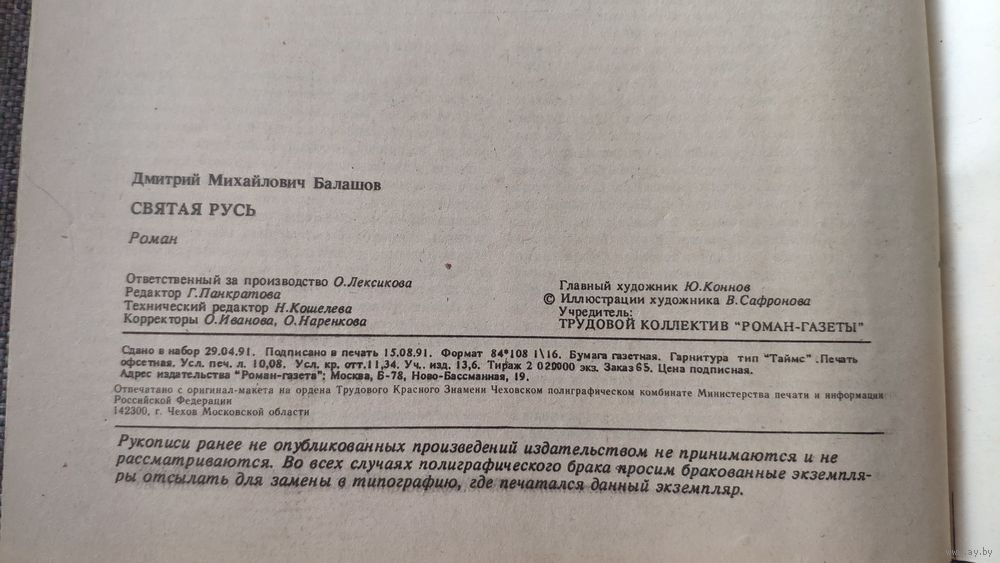 Дмитрий Михайлович Балашов
СВЯТАЯ РУСЬ
Роман
Ответственный за производство О.Лексикова
Редактор Г.Панкратова
Технический редактор Н.Кошелева
Корректоры О.Иванова, О.Наренкова
Главный художник Ю.Коннов
© Иллюстрации художника В.Сафронова
Учредитель:
ТРУДОВОЙ КОЛЛЕКТИВ "РОМАН-ГАЗЕТЫ"
Сдано в набор 29.04.91. Подписано в печать 15.08.91. Формат 84*108 1\16. Бумага газетная. Гарнитура тип "Таймс".Печать
офсетная. Усл. печ. л. 10,08. Усл. кр. отт.11,34. Уч. изд. 13,6. Тираж 2 020000 экз. Заказ 65. Цена подписная.
Адрес издательства "Роман-газета"; Москва, Б-78, Ново-Бассманная, 19.
Отпечатано с оригинал-макета на ордена Трудового Красного Знамени Чеховском полиграфическом комбинате Министерства печати и информации
Российской Федерации
142300, г. Чехов Московской области
Рукописи ранее не опубликованных произведений издательством не принимаются и не
рассматриваются. Во всех случаях полиграфического брака просим бракованные экземпля-
ры отсылать для замены в типографию, где печатался данный экземпляр.